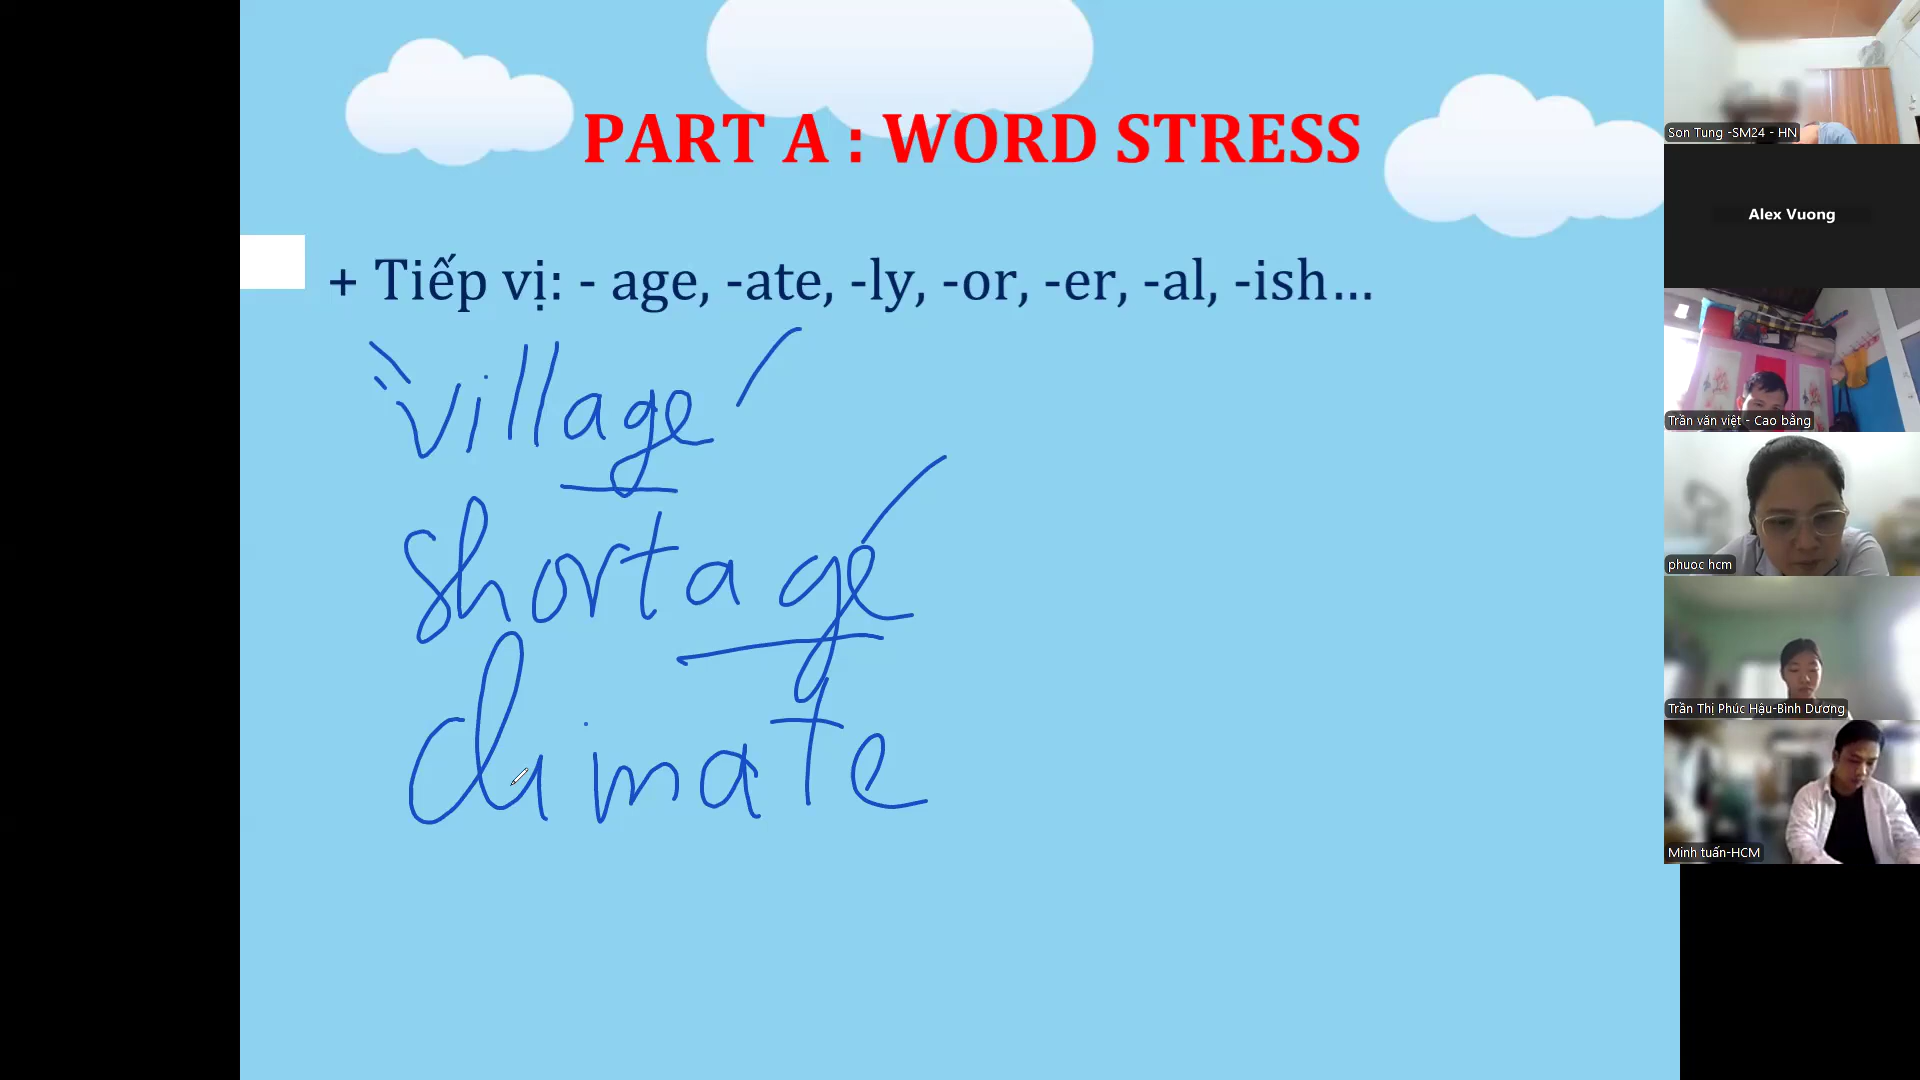 PART A : WORD STRESS
+ Tiếp vị: - age, -ate, -ly, -or, -er, -al, -ish...
village
shortage
climate
Son Tung -SM24 - HN
Alex Vuong
Trần văn việt - Cao bằng
phuoc hcm
Trần Thị Phúc Hậu-Bình Dương
Minh tuấn-HCM